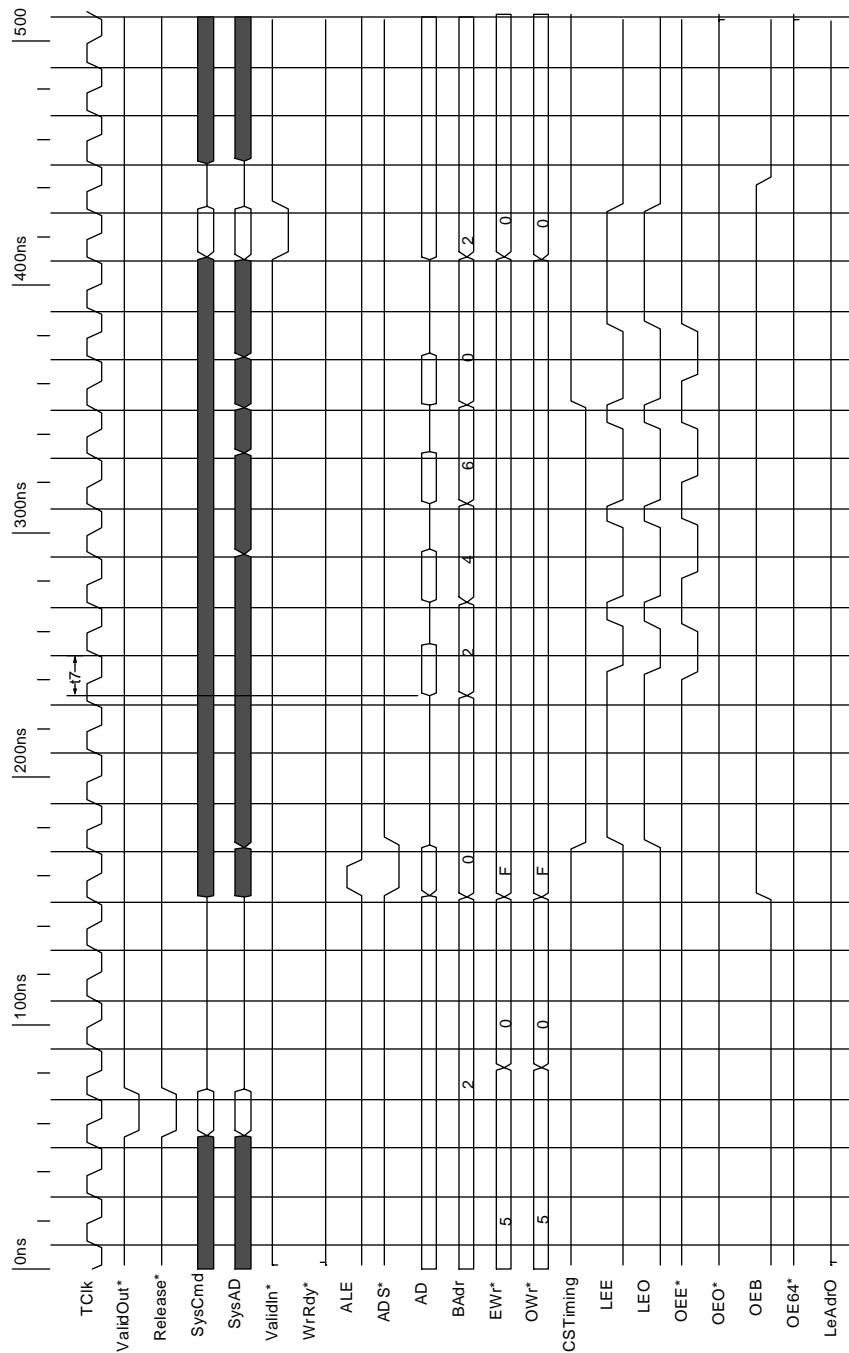 0ns 100ns 200ns 300ns 400ns 500
TClk
t7
ValidOut*
Release*
SysCmd
SysAD
ValidIn*
WrRdy*
ALE
ADS*
AD
BAdr 2 0 2 4 6 0 2
EWr* 5 0 F 0
OWr* 5 0 F 0
CSTiming
LEE
LEO
OEE*
OEO*
OEB
OE64*
LeAdrO